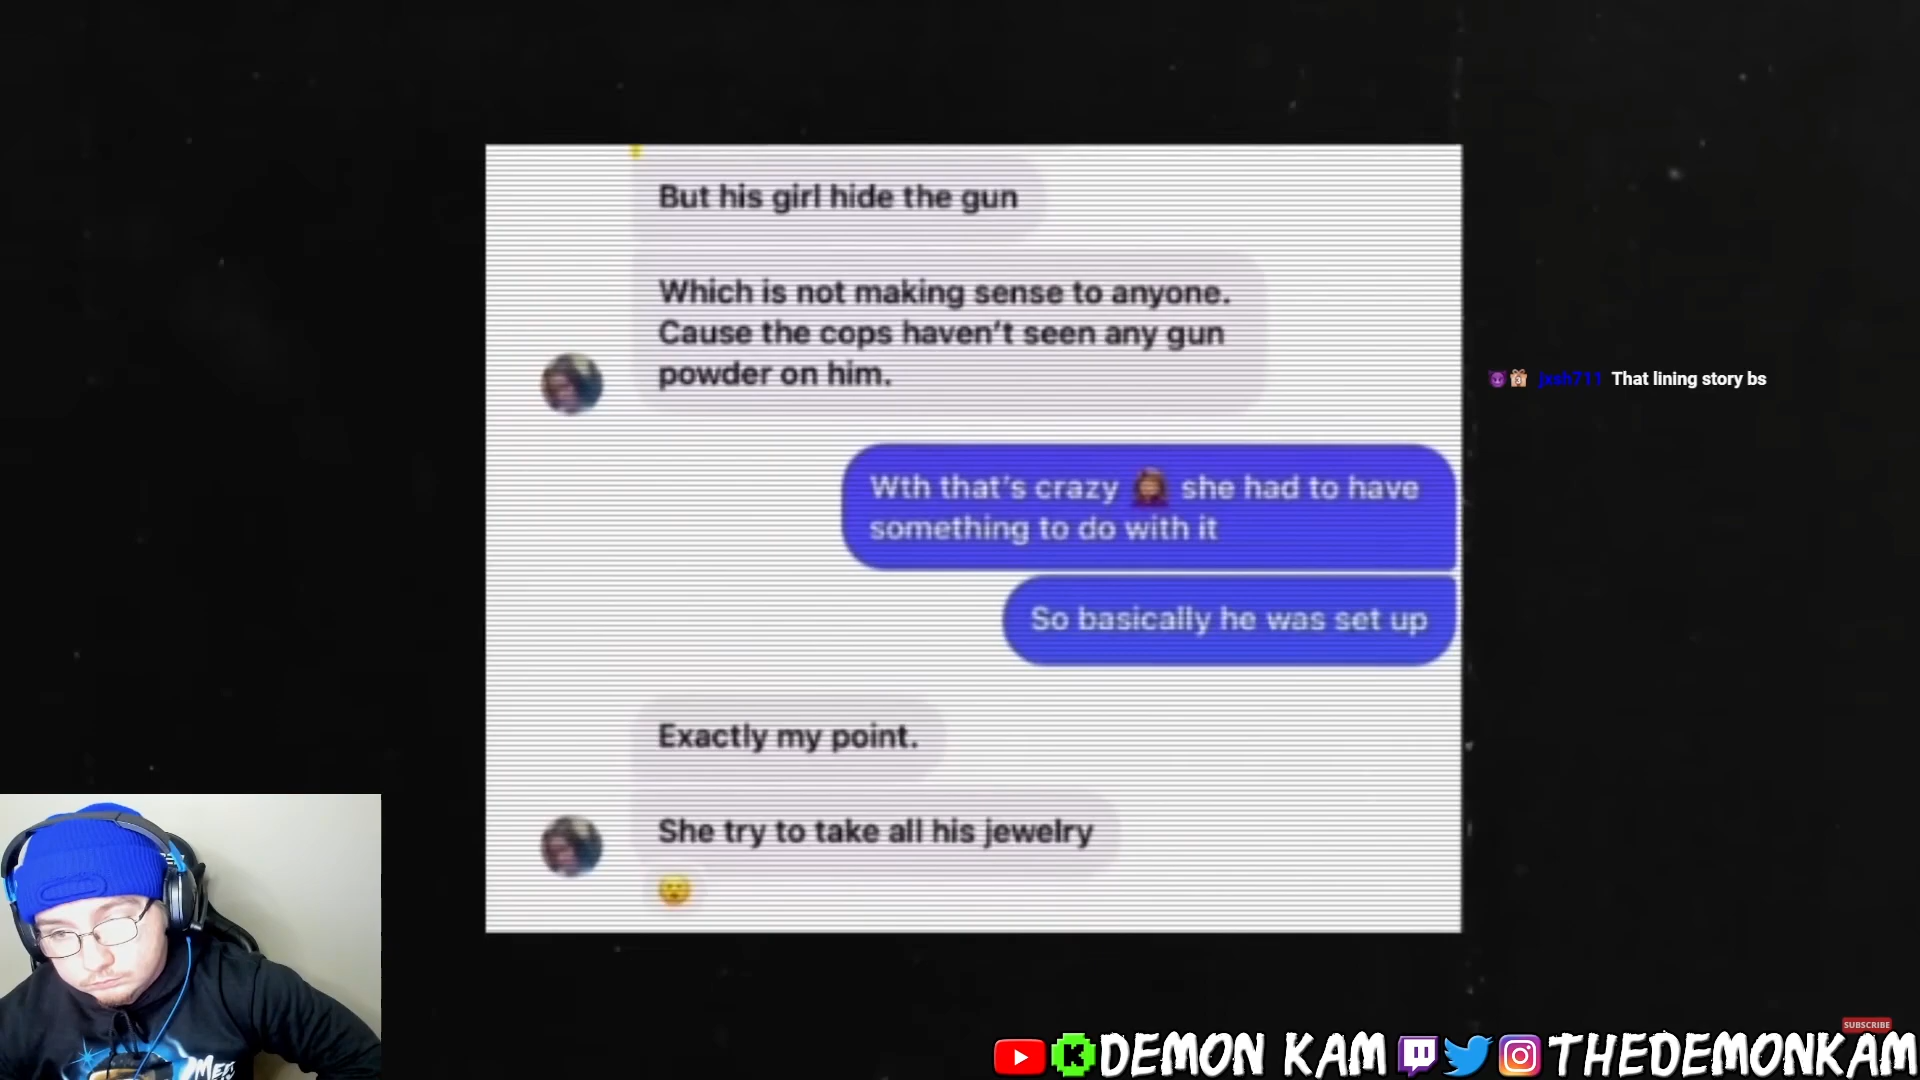 But his girl hide the gun
Which is not making sense to anyone.
Cause the cops haven't seen any gun
powder on him.
jxsh711 That lining story bs
Wth that's crazy she had to have
something to do with it
So basically he was set up
Exactly my point.
She try to take all his jewelry
SUBSCRIBE
DEMON KAM THEDEMONKAM